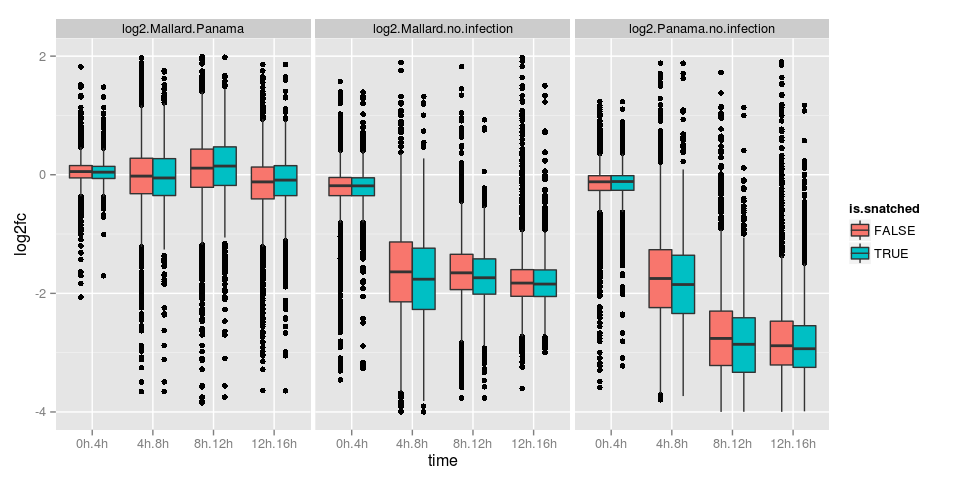 log2.Mallard.Panama log2.Mallard.no.infection log2.Panama.no.infection
2
0
-2
-4
log2fc
0h.4h 4h.8h 8h.12h 12h.16h 0h.4h 4h.8h 8h.12h 12h.16h 0h.4h 4h.8h 8h.12h 12h.16h
time
is.snatched
FALSE
TRUE